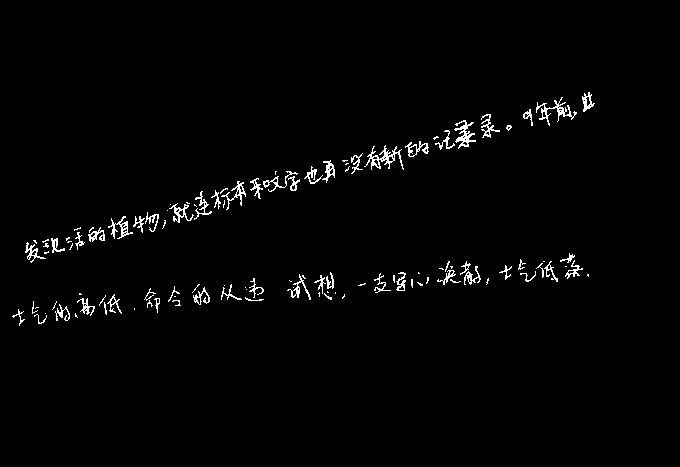 发现活的植物,就连标本和文字也再没有新的记录录。9年前,
士气的高低.命令的从违 试想,一支军心涣散,士气低落.